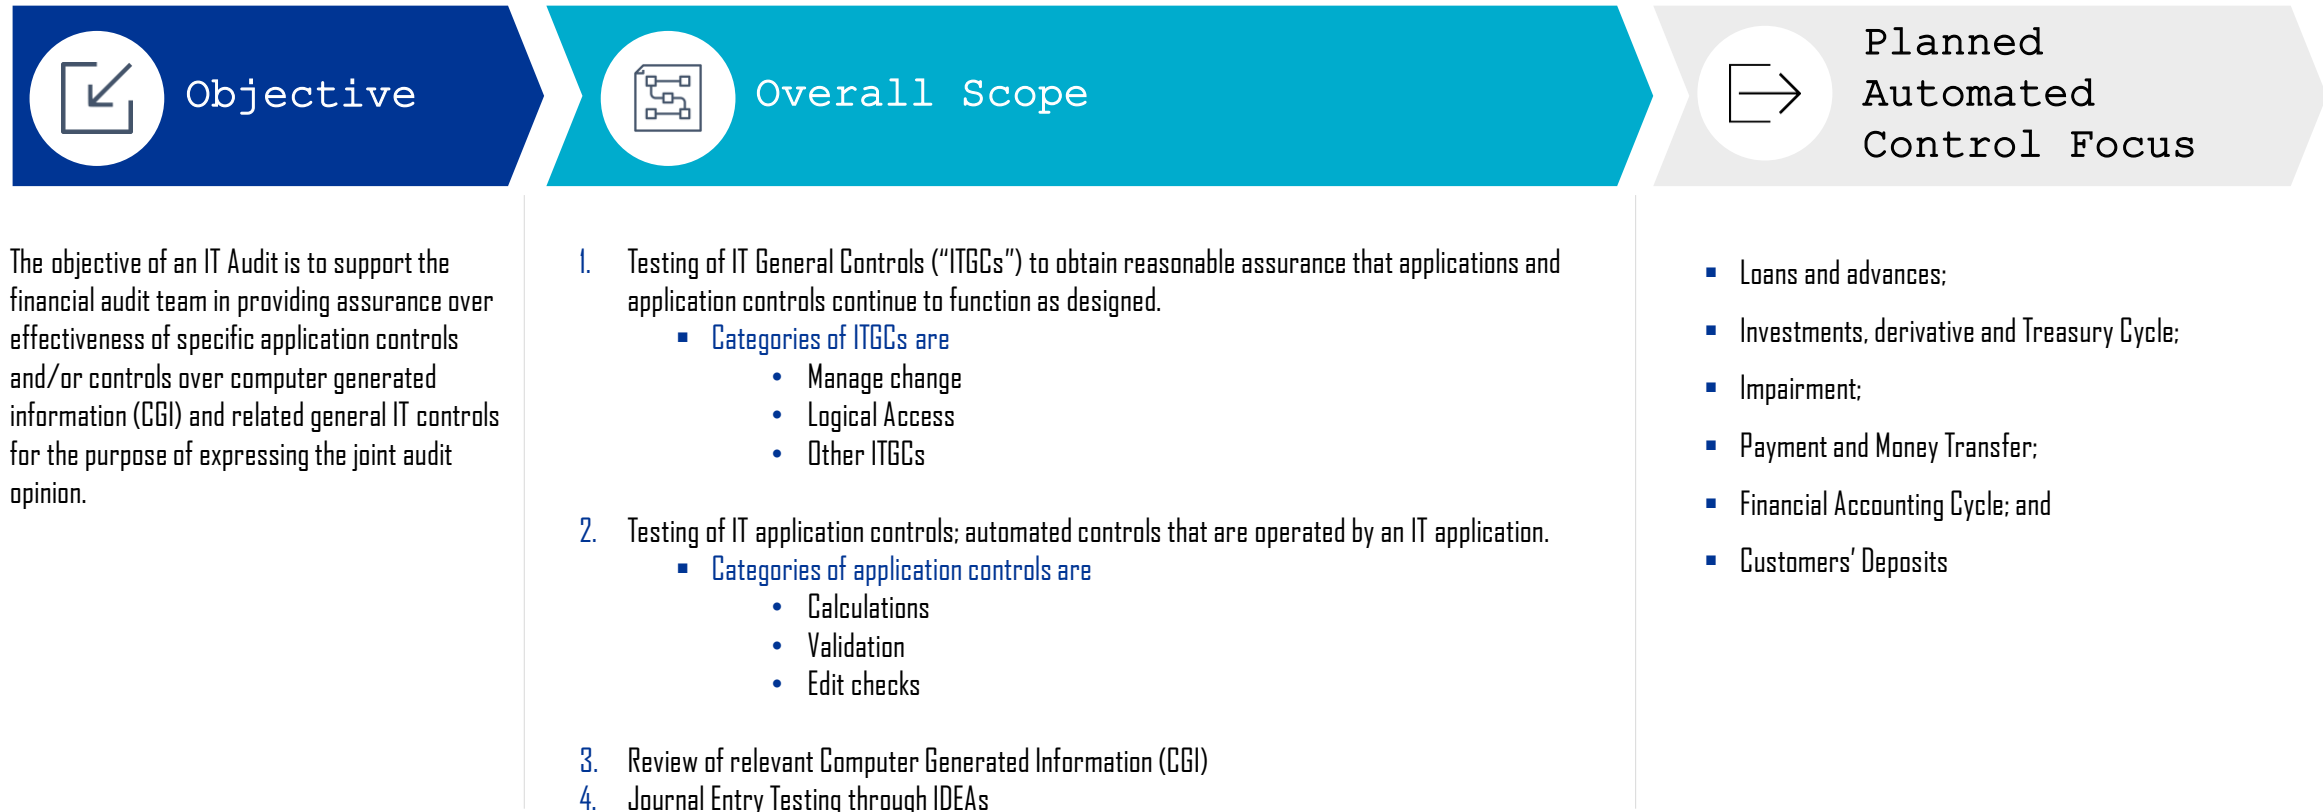 Objective
Overall Scope
Planned
Automated
Control Focus
The objective of an IT Audit is to support the
financial audit team in providing assurance over
effectiveness of specific application controls
and/or controls over computer generated
information (CGI) and related general IT controls
for the purpose of expressing the joint audit
opinion.
1. Testing of IT General Controls (“ITGCs”) to obtain reasonable assurance that applications and
application controls continue to function as designed.
▪ Categories of ITGCs are
• Manage change
• Logical Access
• Other ITGCs
2. Testing of IT application controls; automated controls that are operated by an IT application.
▪ Categories of application controls are
• Calculations
• Validation
• Edit checks
3. Review of relevant Computer Generated Information (CGI)
4. Journal Entry Testing through IDEAs
▪ Loans and advances;
▪ Investments, derivative and Treasury Cycle;
▪ Impairment;
▪ Payment and Money Transfer;
▪ Financial Accounting Cycle; and
▪ Customers’ Deposits